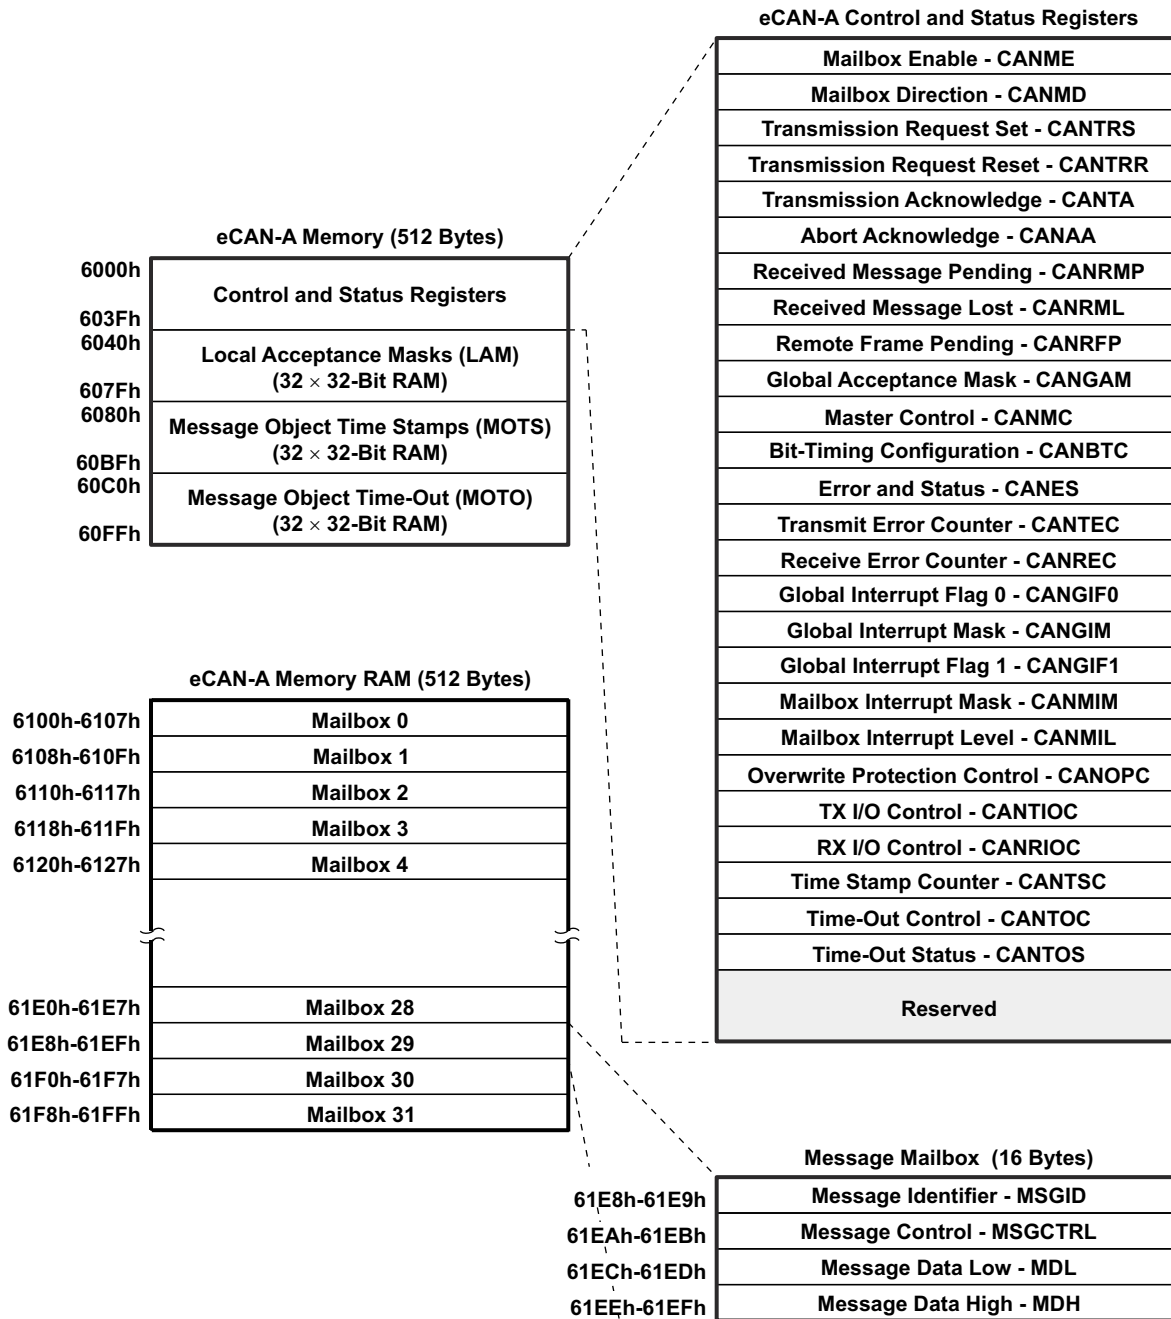 eCAN-A Control and Status Registers
Mailbox Enable - CANME
Mailbox Direction - CANMD
Transmission Request Set - CANTRS
Transmission Request Reset - CANTRR
Transmission Acknowledge - CANTA
Abort Acknowledge - CANAA
Received Message Pending - CANRMP
Received Message Lost - CANRML
Remote Frame Pending - CANRFP
Global Acceptance Mask - CANGAM
Master Control - CANMC
Bit-Timing Configuration - CANBTC
Error and Status - CANES
Transmit Error Counter - CANTEC
Receive Error Counter - CANREC
Global Interrupt Flag 0 - CANGIF0
Global Interrupt Mask - CANGIM
Global Interrupt Flag 1 - CANGIF1
Mailbox Interrupt Mask - CANMIM
Mailbox Interrupt Level - CANMIL
Overwrite Protection Control - CANOPC
TX I/O Control - CANTIOC
RX I/O Control - CANRIOC
Time Stamp Counter - CANTSC
Time-Out Control - CANTOC
Time-Out Status - CANTOS
Reserved
eCAN-A Memory (512 Bytes)
6000h
Control and Status Registers
603Fh
6040h
Local Acceptance Masks (LAM)
(32 × 32-Bit RAM)
607Fh
6080h
Message Object Time Stamps (MOTS)
(32 × 32-Bit RAM)
60BFh
60C0h
Message Object Time-Out (MOTO)
(32 × 32-Bit RAM)
60FFh
eCAN-A Memory RAM (512 Bytes)
6100h-6107h Mailbox 0
6108h-610Fh Mailbox 1
6110h-6117h Mailbox 2
6118h-611Fh Mailbox 3
6120h-6127h Mailbox 4
61E0h-61E7h Mailbox 28
61E8h-61EFh Mailbox 29
61F0h-61F7h Mailbox 30
61F8h-61FFh Mailbox 31
Message Mailbox (16 Bytes)
61E8h-61E9h Message Identifier - MSGID
61EAh-61EBh Message Control - MSGCTRL
61ECh-61EDh Message Data Low - MDL
61EEh-61EFh Message Data High - MDH